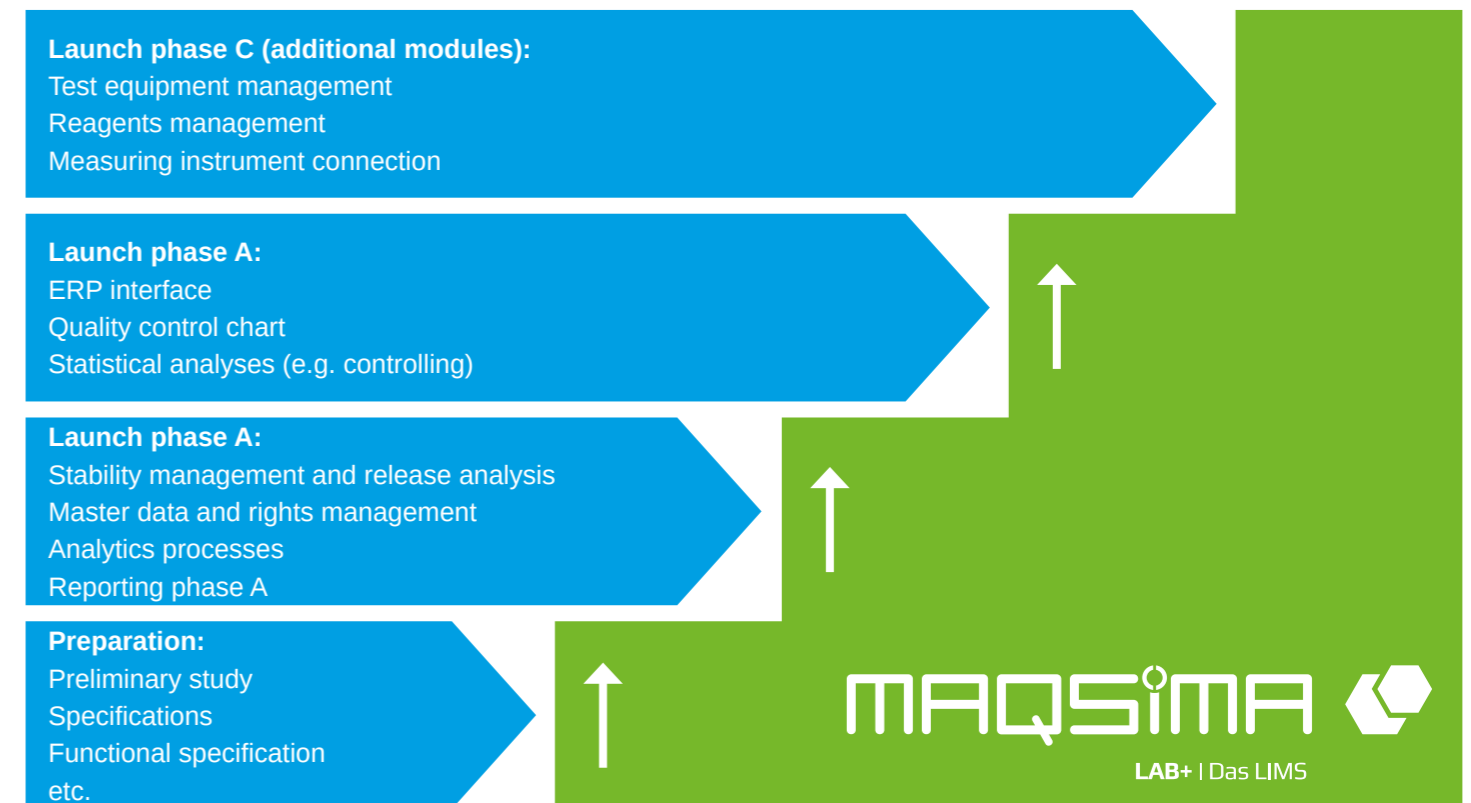 Launch phase C (additional modules):
Test equipment management
Reagents management
Measuring instrument connection
Launch phase A:
ERP interface
Quality control chart
Statistical analyses (e.g. controlling)
Launch phase A:
Stability management and release analysis
Master data and rights management
Analytics processes
Reporting phase A
Preparation:
Preliminary study
Specifications
Functional specification
etc.
MAQSiMA
LAB+ | Das LIMS